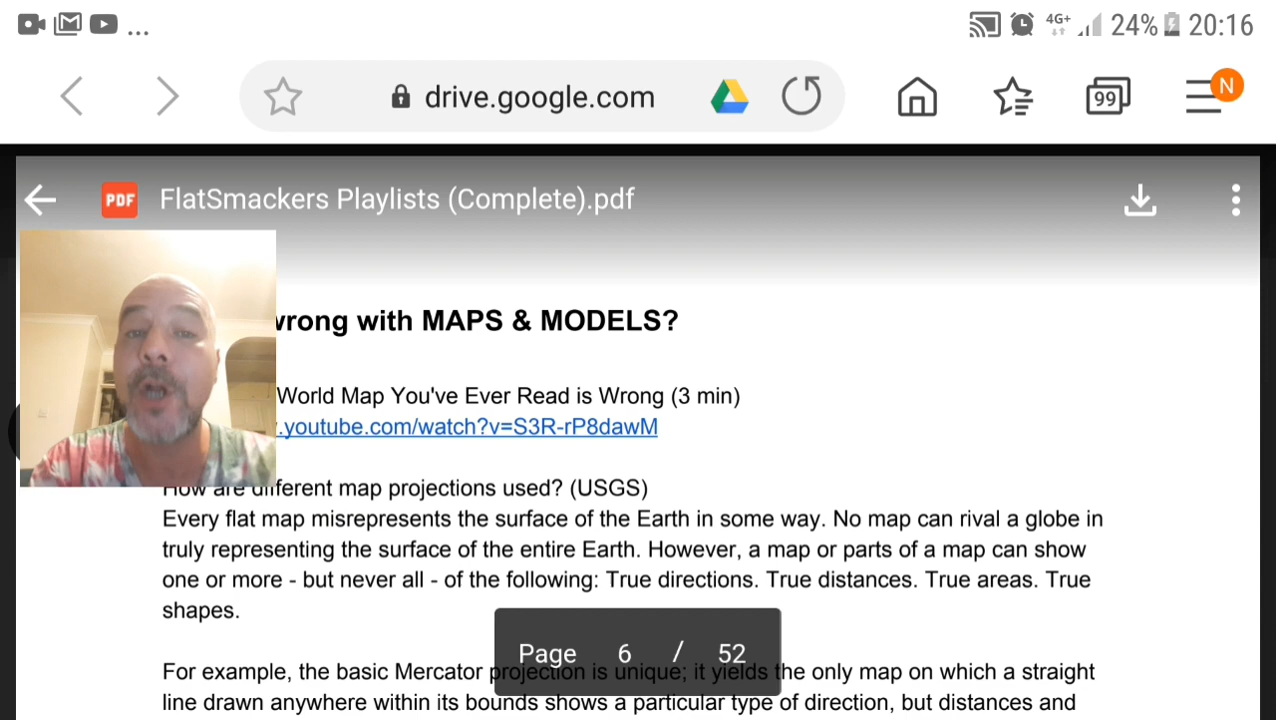 ... 4G+ 24% 20:16
drive.google.com 99 N
PDF FlatSmackers Playlists (Complete).pdf
wrong with MAPS & MODELS?
World Map You've Ever Read is Wrong (3 min)
.youtube.com/watch?v=S3R-rP8dawM
How are different map projections used? (USGS)
Every flat map misrepresents the surface of the Earth in some way. No map can rival a globe in
truly representing the surface of the entire Earth. However, a map or parts of a map can show
one or more - but never all - of the following: True directions. True distances. True areas. True
shapes.
Page 6 / 52
For example, the basic Mercator projection is unique; it yields the only map on which a straight
line drawn anywhere within its bounds shows a particular type of direction, but distances and